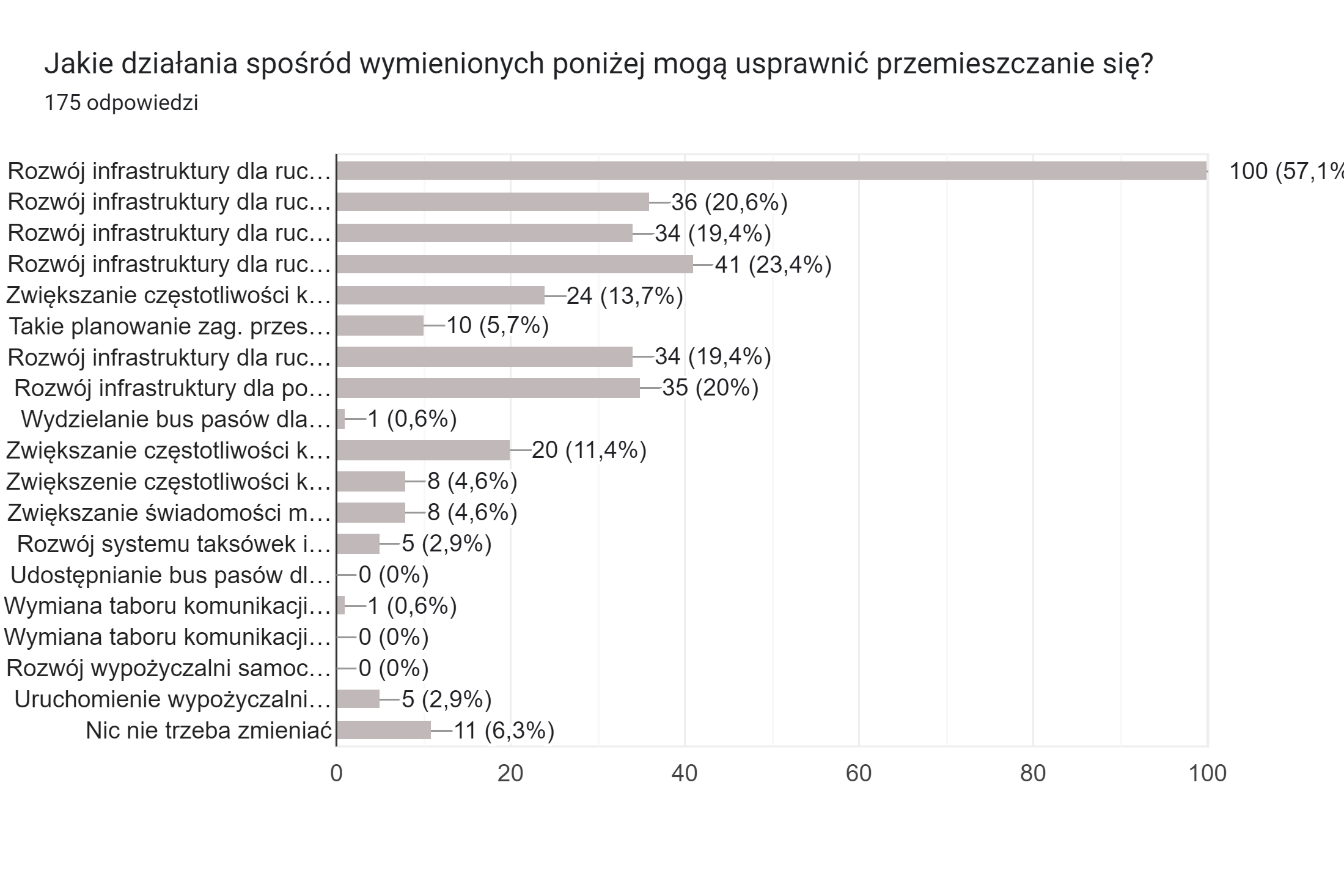 Jakie działania spośród wymienionych poniżej mogą usprawnić przemieszczanie się?
175 odpowiedzi
Rozwój infrastruktury dla ruc… 100 (57,1%
Rozwój infrastruktury dla ruc… 36 (20,6%)
Rozwój infrastruktury dla ruc… 34 (19,4%)
Rozwój infrastruktury dla ruc… 41 (23,4%)
Zwiększanie częstotliwości k… 24 (13,7%)
Takie planowanie zag. przes… 10 (5,7%)
Rozwój infrastruktury dla ruc… 34 (19,4%)
Rozwój infrastruktury dla po… 35 (20%)
Wydzielanie bus pasów dla… 1 (0,6%)
Zwiększanie częstotliwości k… 20 (11,4%)
Zwiększenie częstotliwości k… 8 (4,6%)
Zwiększanie świadomości m… 8 (4,6%)
Rozwój systemu taksówek i… 5 (2,9%)
Udostępnianie bus pasów dl… 0 (0%)
Wymiana taboru komunikacji… 1 (0,6%)
Wymiana taboru komunikacji… 0 (0%)
Rozwój wypożyczalni samoc… 0 (0%)
Uruchomienie wypożyczalni… 5 (2,9%)
Nic nie trzeba zmieniać 11 (6,3%)
0 20 40 60 80 100